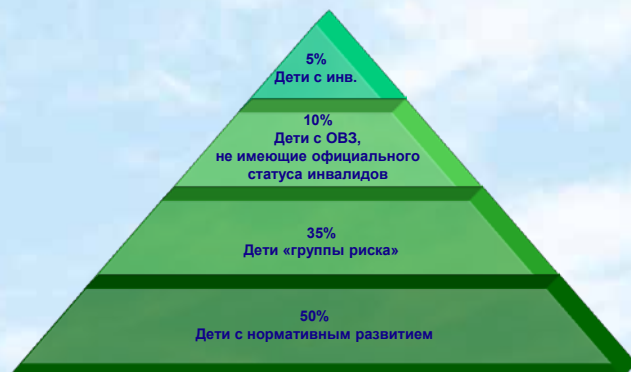 5%
Дети с инв.
10%
Дети с ОВЗ,
не имеющие официального
статуса инвалидов
35%
Дети «группы риска»
50%
Дети с нормативным развитием